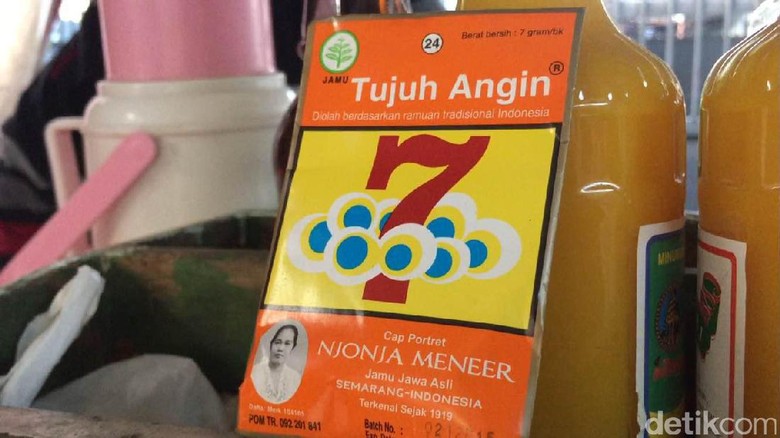 24
Berat bersih : 7 gram/bk
JAMU
Tujuh Angin®
Diolah berdasarkan ramuan tradisional Indonesia
7
Cap Portret
NJONJA MENEER
Jamu Jawa Asli
SEMARANG-INDONESIA
Terkenal Sejak 1919
POM TR. 092 201 641
Batch No. :
detikcom